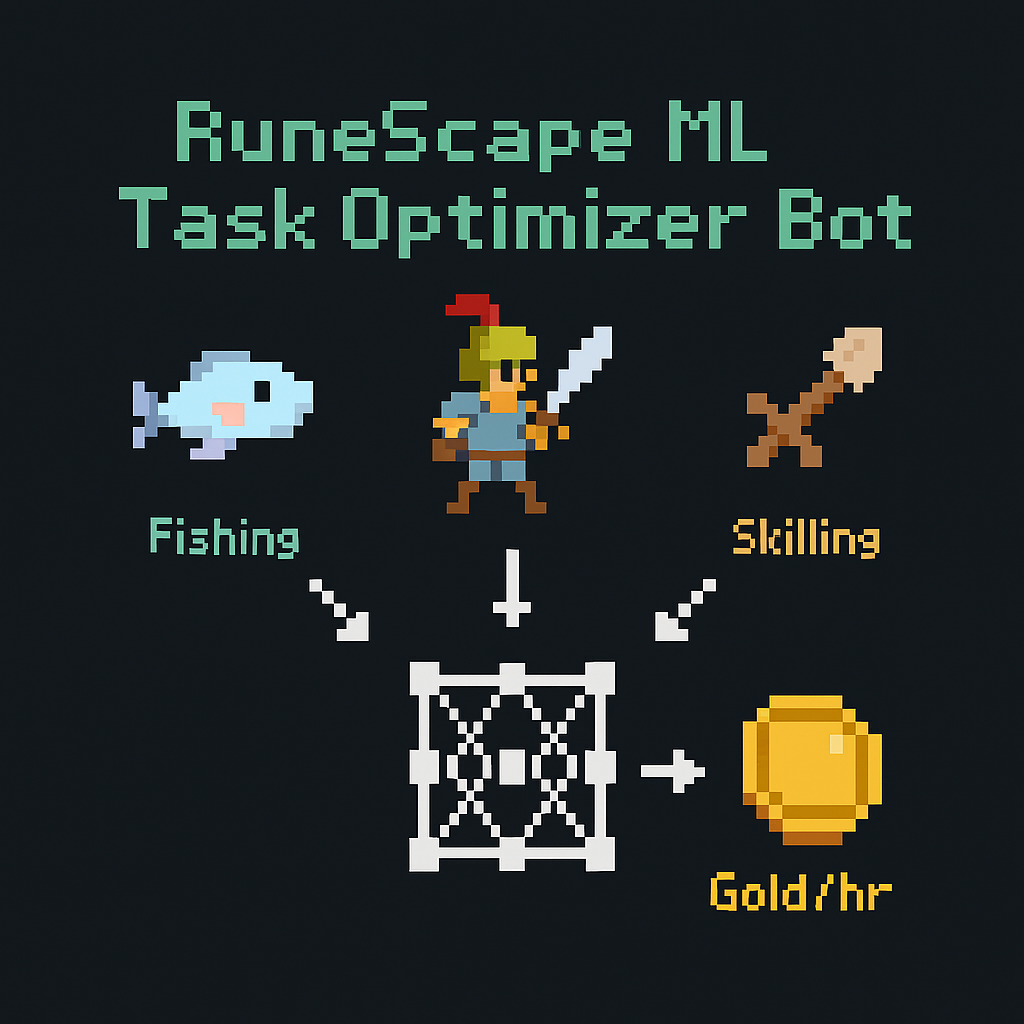 RuneScape ML
Task Optimizer Bot
Fishing
Skilling
Gold/hr